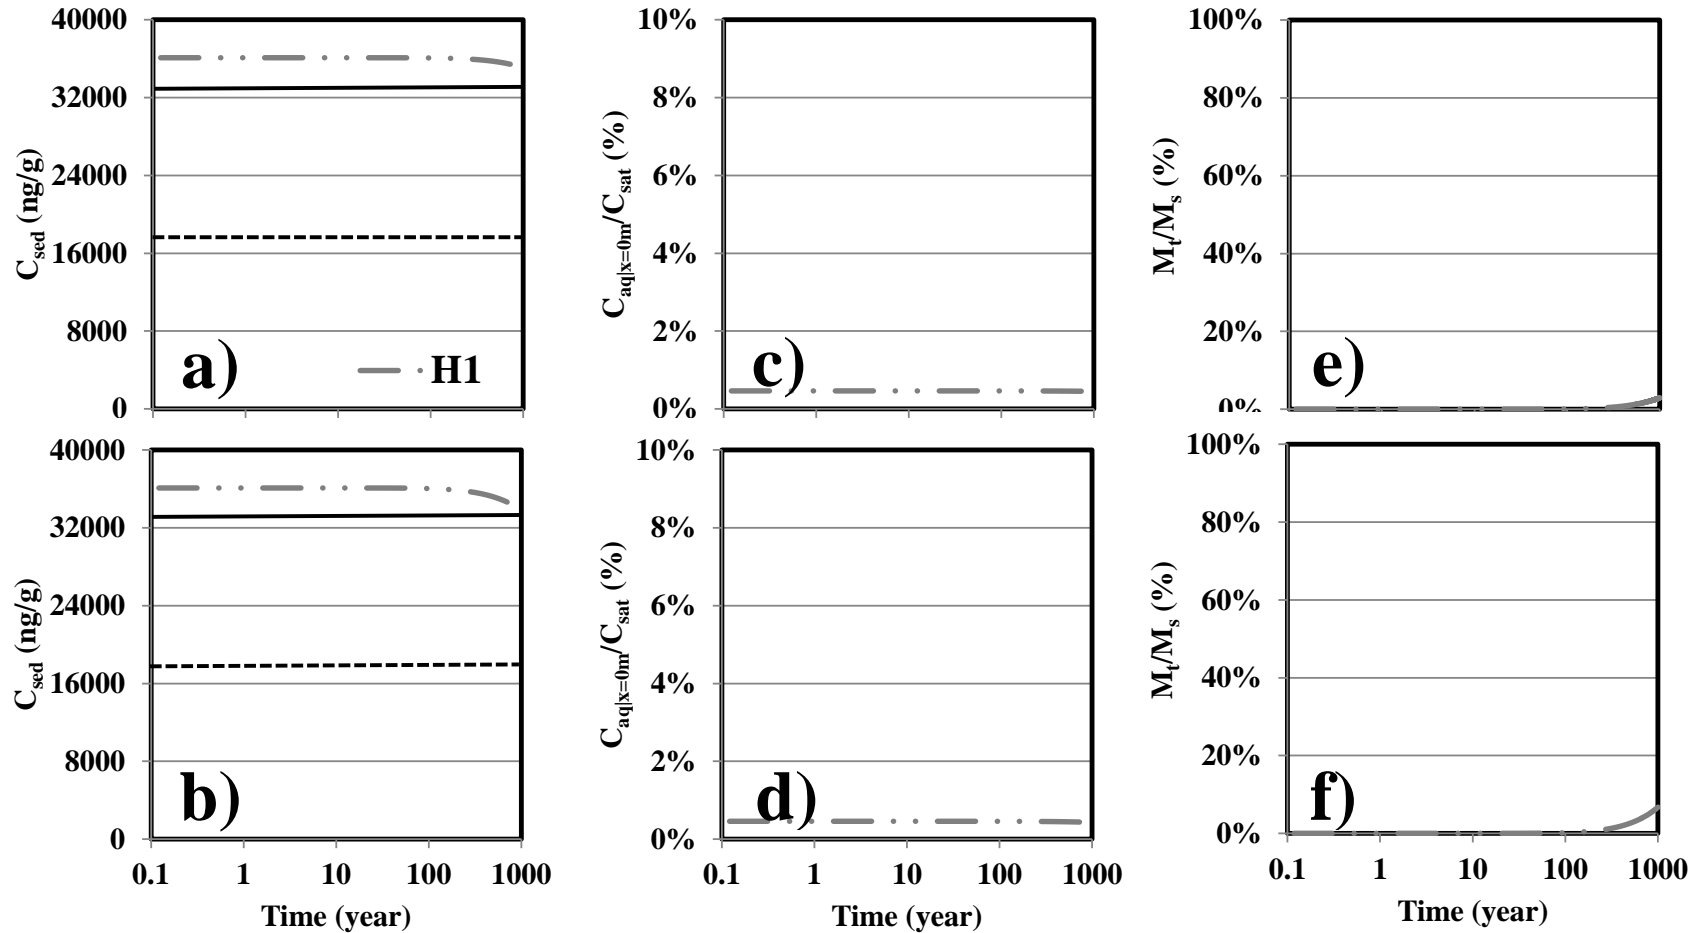 40000
32000
24000
16000
8000
0
C_sed (ng/g)
a)
H1
10%
8%
6%
4%
2%
0%
C_aq|x=0m/C_sat (%)
c)
100%
80%
60%
40%
20%
0%
M_t/M_s (%)
e)
40000
32000
24000
16000
8000
0
C_sed (ng/g)
b)
0.1 1 10 100 1000
Time (year)
10%
8%
6%
4%
2%
0%
C_aq|x=0m/C_sat (%)
d)
0.1 1 10 100 1000
Time (year)
100%
80%
60%
40%
20%
0%
M_t/M_s (%)
f)
0.1 1 10 100 1000
Time (year)